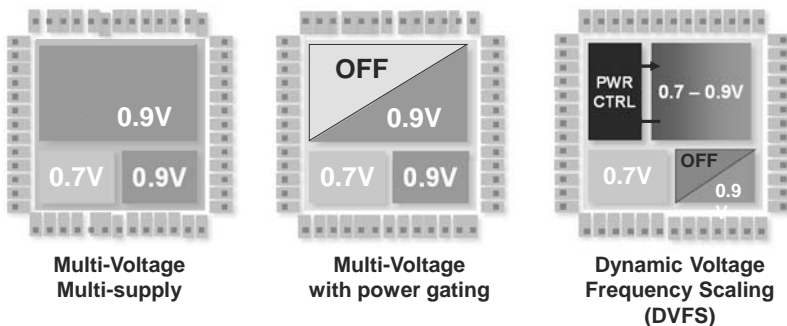 0.9V
0.7V 0.9V
Multi-Voltage
Multi-supply
OFF
0.9V
0.7V 0.9V
Multi-Voltage
with power gating
PWR
CTRL
0.7 – 0.9V
0.7V
OFF
0.9
V
Dynamic Voltage
Frequency Scaling
(DVFS)